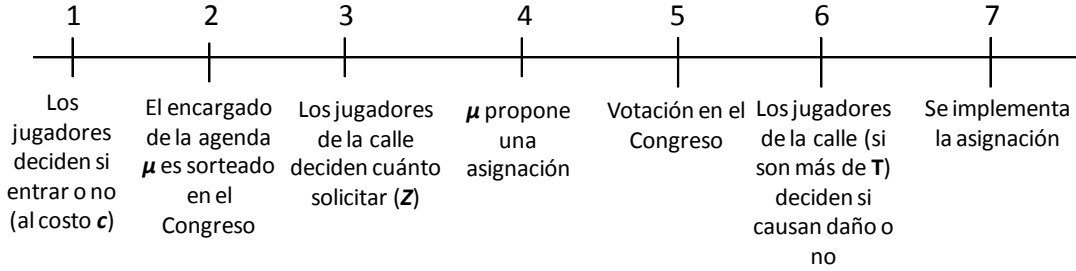 1 2 3 4 5 6 7
Los
jugadores
deciden si
entrar o no
(al costo c)
El encargado
de la agenda
μ es sorteado
en el
Congreso
Los jugadores
de la calle
deciden cuánto
solicitar (Z)
μ propone
una
asignación
Votación en el
Congreso
Los jugadores
de la calle (si
son más de T)
deciden si
causan daño o
no
Se implementa
la asignación